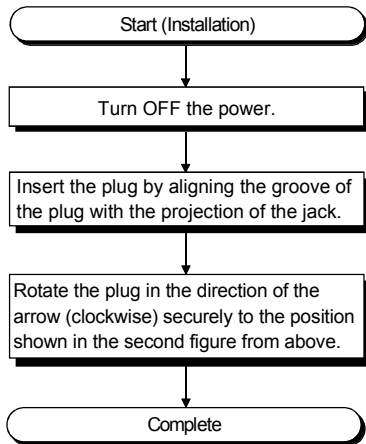 Start (Installation)
Turn OFF the power.
Insert the plug by aligning the groove of
the plug with the projection of the jack.
Rotate the plug in the direction of the
arrow (clockwise) securely to the position
shown in the second figure from above.
Complete